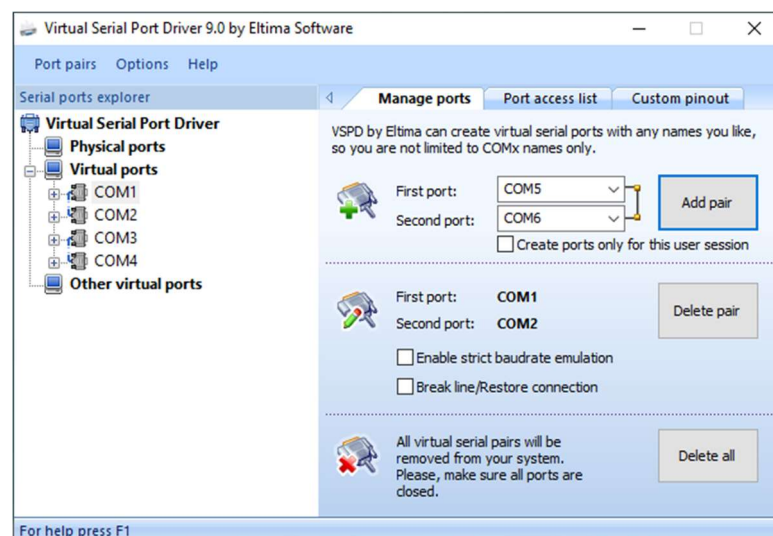 Virtual Serial Port Driver 9.0 by Eltima Software
Port pairs Options Help
Serial ports explorer
Virtual Serial Port Driver
Physical ports
Virtual ports
COM1
COM2
COM3
COM4
Other virtual ports
Manage ports Port access list Custom pinout
VSPD by Eltima can create virtual serial ports with any names you like,
so you are not limited to COMx names only.
First port: COM5
Second port: COM6
Add pair
Create ports only for this user session
First port: COM1
Second port: COM2
Delete pair
Enable strict baudrate emulation
Break line/Restore connection
All virtual serial pairs will be
removed from your system.
Please, make sure all ports are
closed.
Delete all
For help press F1